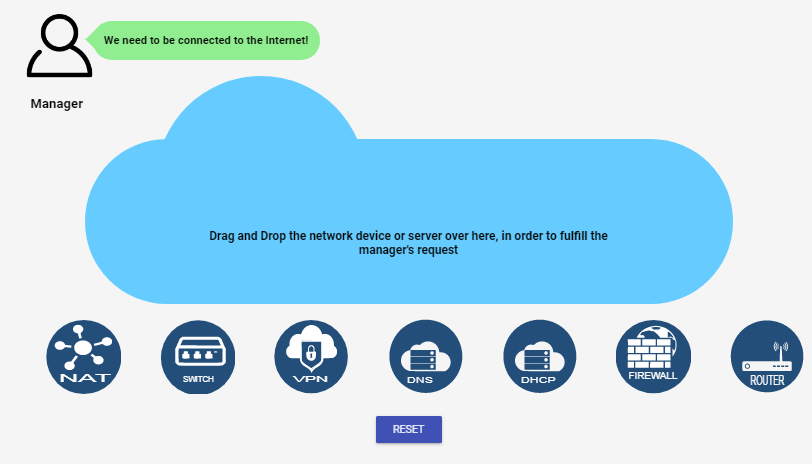 We need to be connected to the Internet!
Manager
Drag and Drop the network device or server over here, in order to fulfill the
manager's request
NAT
SWITCH
VPN
DNS
DHCP
FIREWALL
ROUTER
RESET